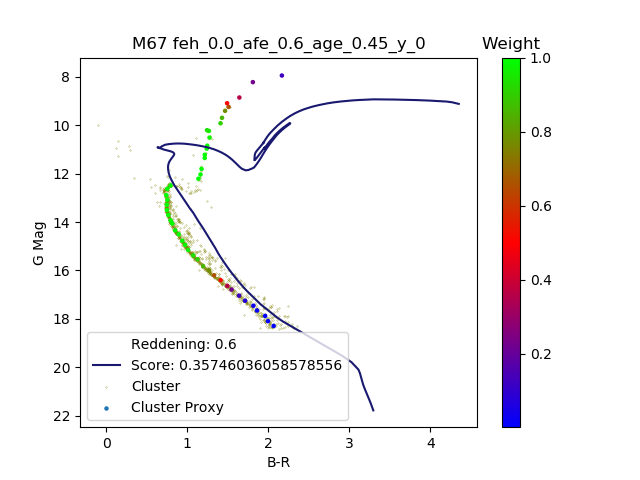 M67 feh_0.0_afe_0.6_age_0.45_y_0
Weight
8
10
12
14
16
18
20
22
G Mag
0
1
2
3
4
B-R
Reddening: 0.6
Score: 0.35746036058578556
Cluster
Cluster Proxy
1.0
0.8
0.6
0.4
0.2